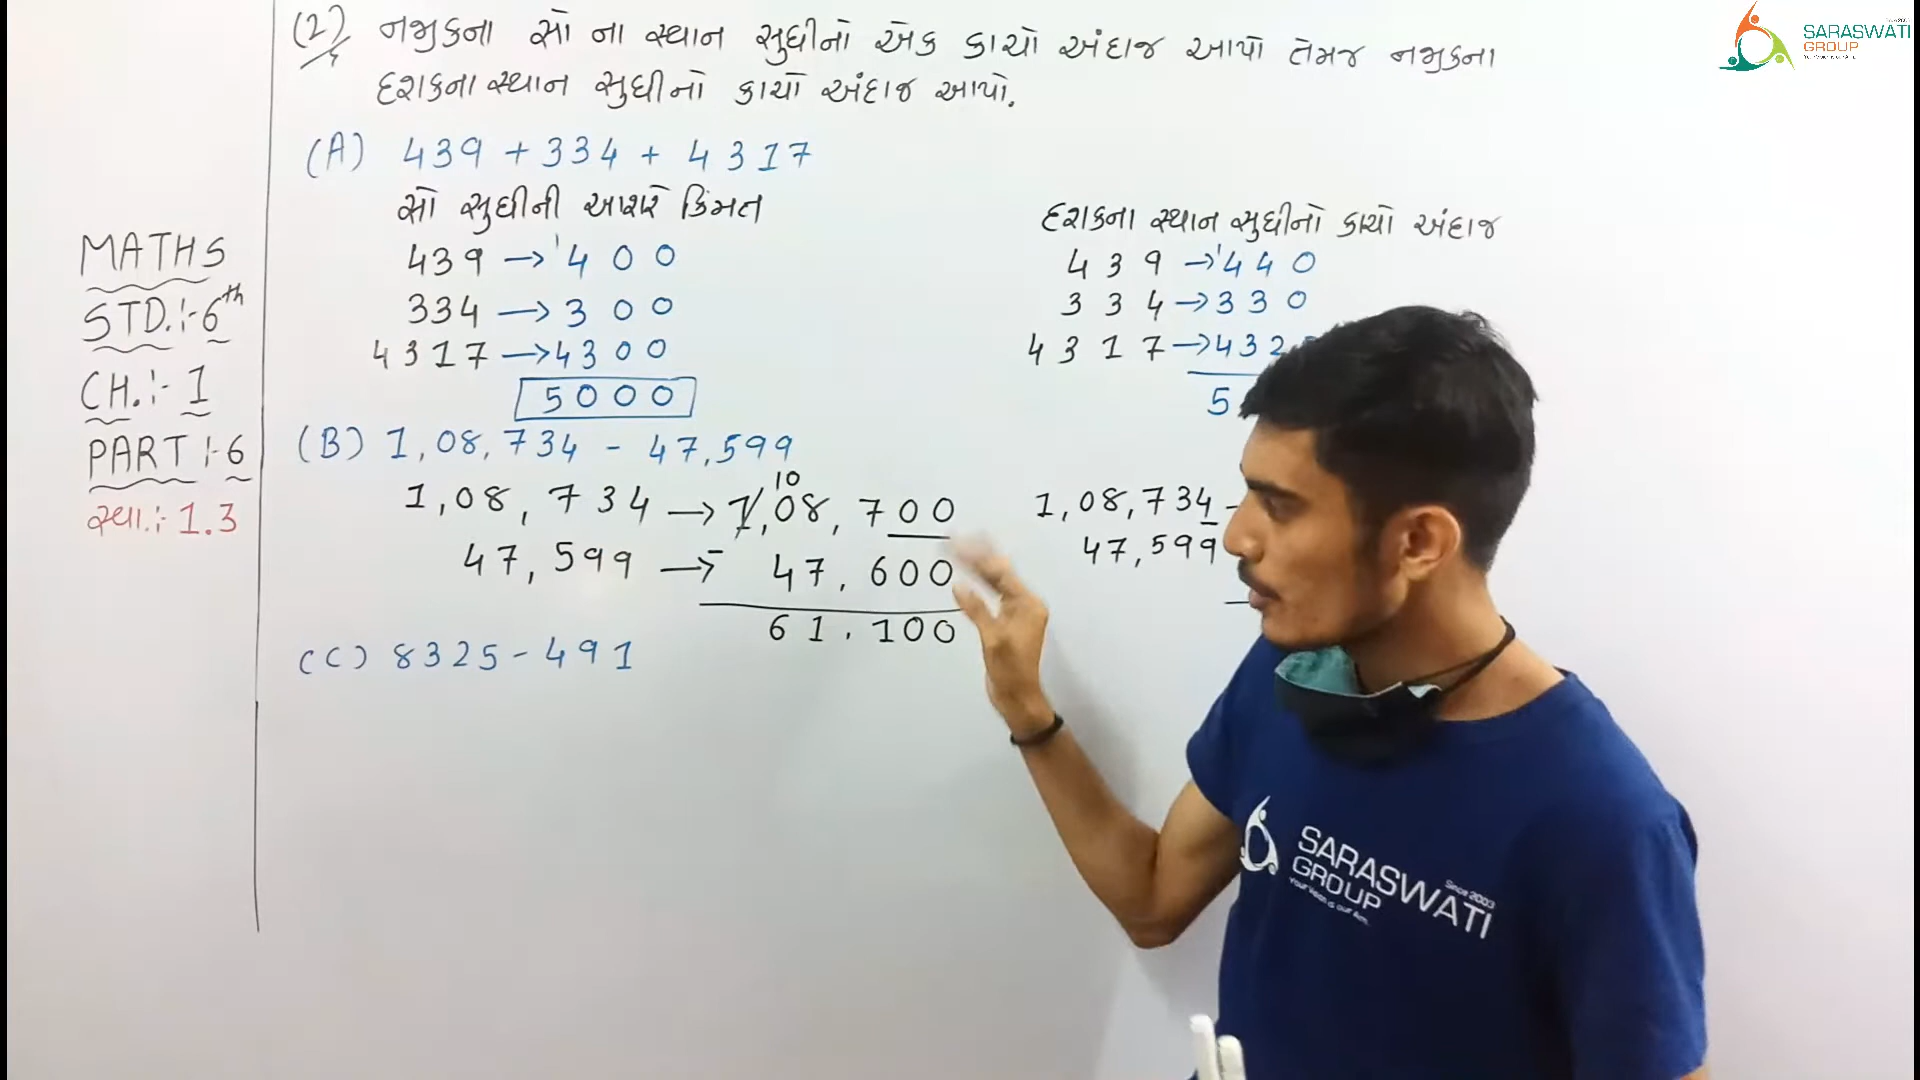 (2) નજીકના સો ના સ્થાન સુધીનો એક કાચો અંદાજ આપો તેમજ નજીકના
દશકના સ્થાન સુધીનો કાચો અંદાજ આપો.
(A) 439 + 334 + 4317
સો સુધીની આશરે કિંમત
439 → 400
334 → 300
4317 → 4300
5000
દશકના સ્થાન સુધીનો કાચો અંદાજ
439 → 440
334 → 330
4317 → 432
5
(B) 1,08,734 - 47,599
10
1,08,734 → 1,08,700
47,599 → - 47,600
61,100
1,08,734 -
47,599
(C) 8325 - 491
MATHS
STD.:- 6th
CH.:- 1
PART :- 6
સ્વા.:- 1.3
SARASWATI
GROUP
SARASWATI
GROUP
Since 2003